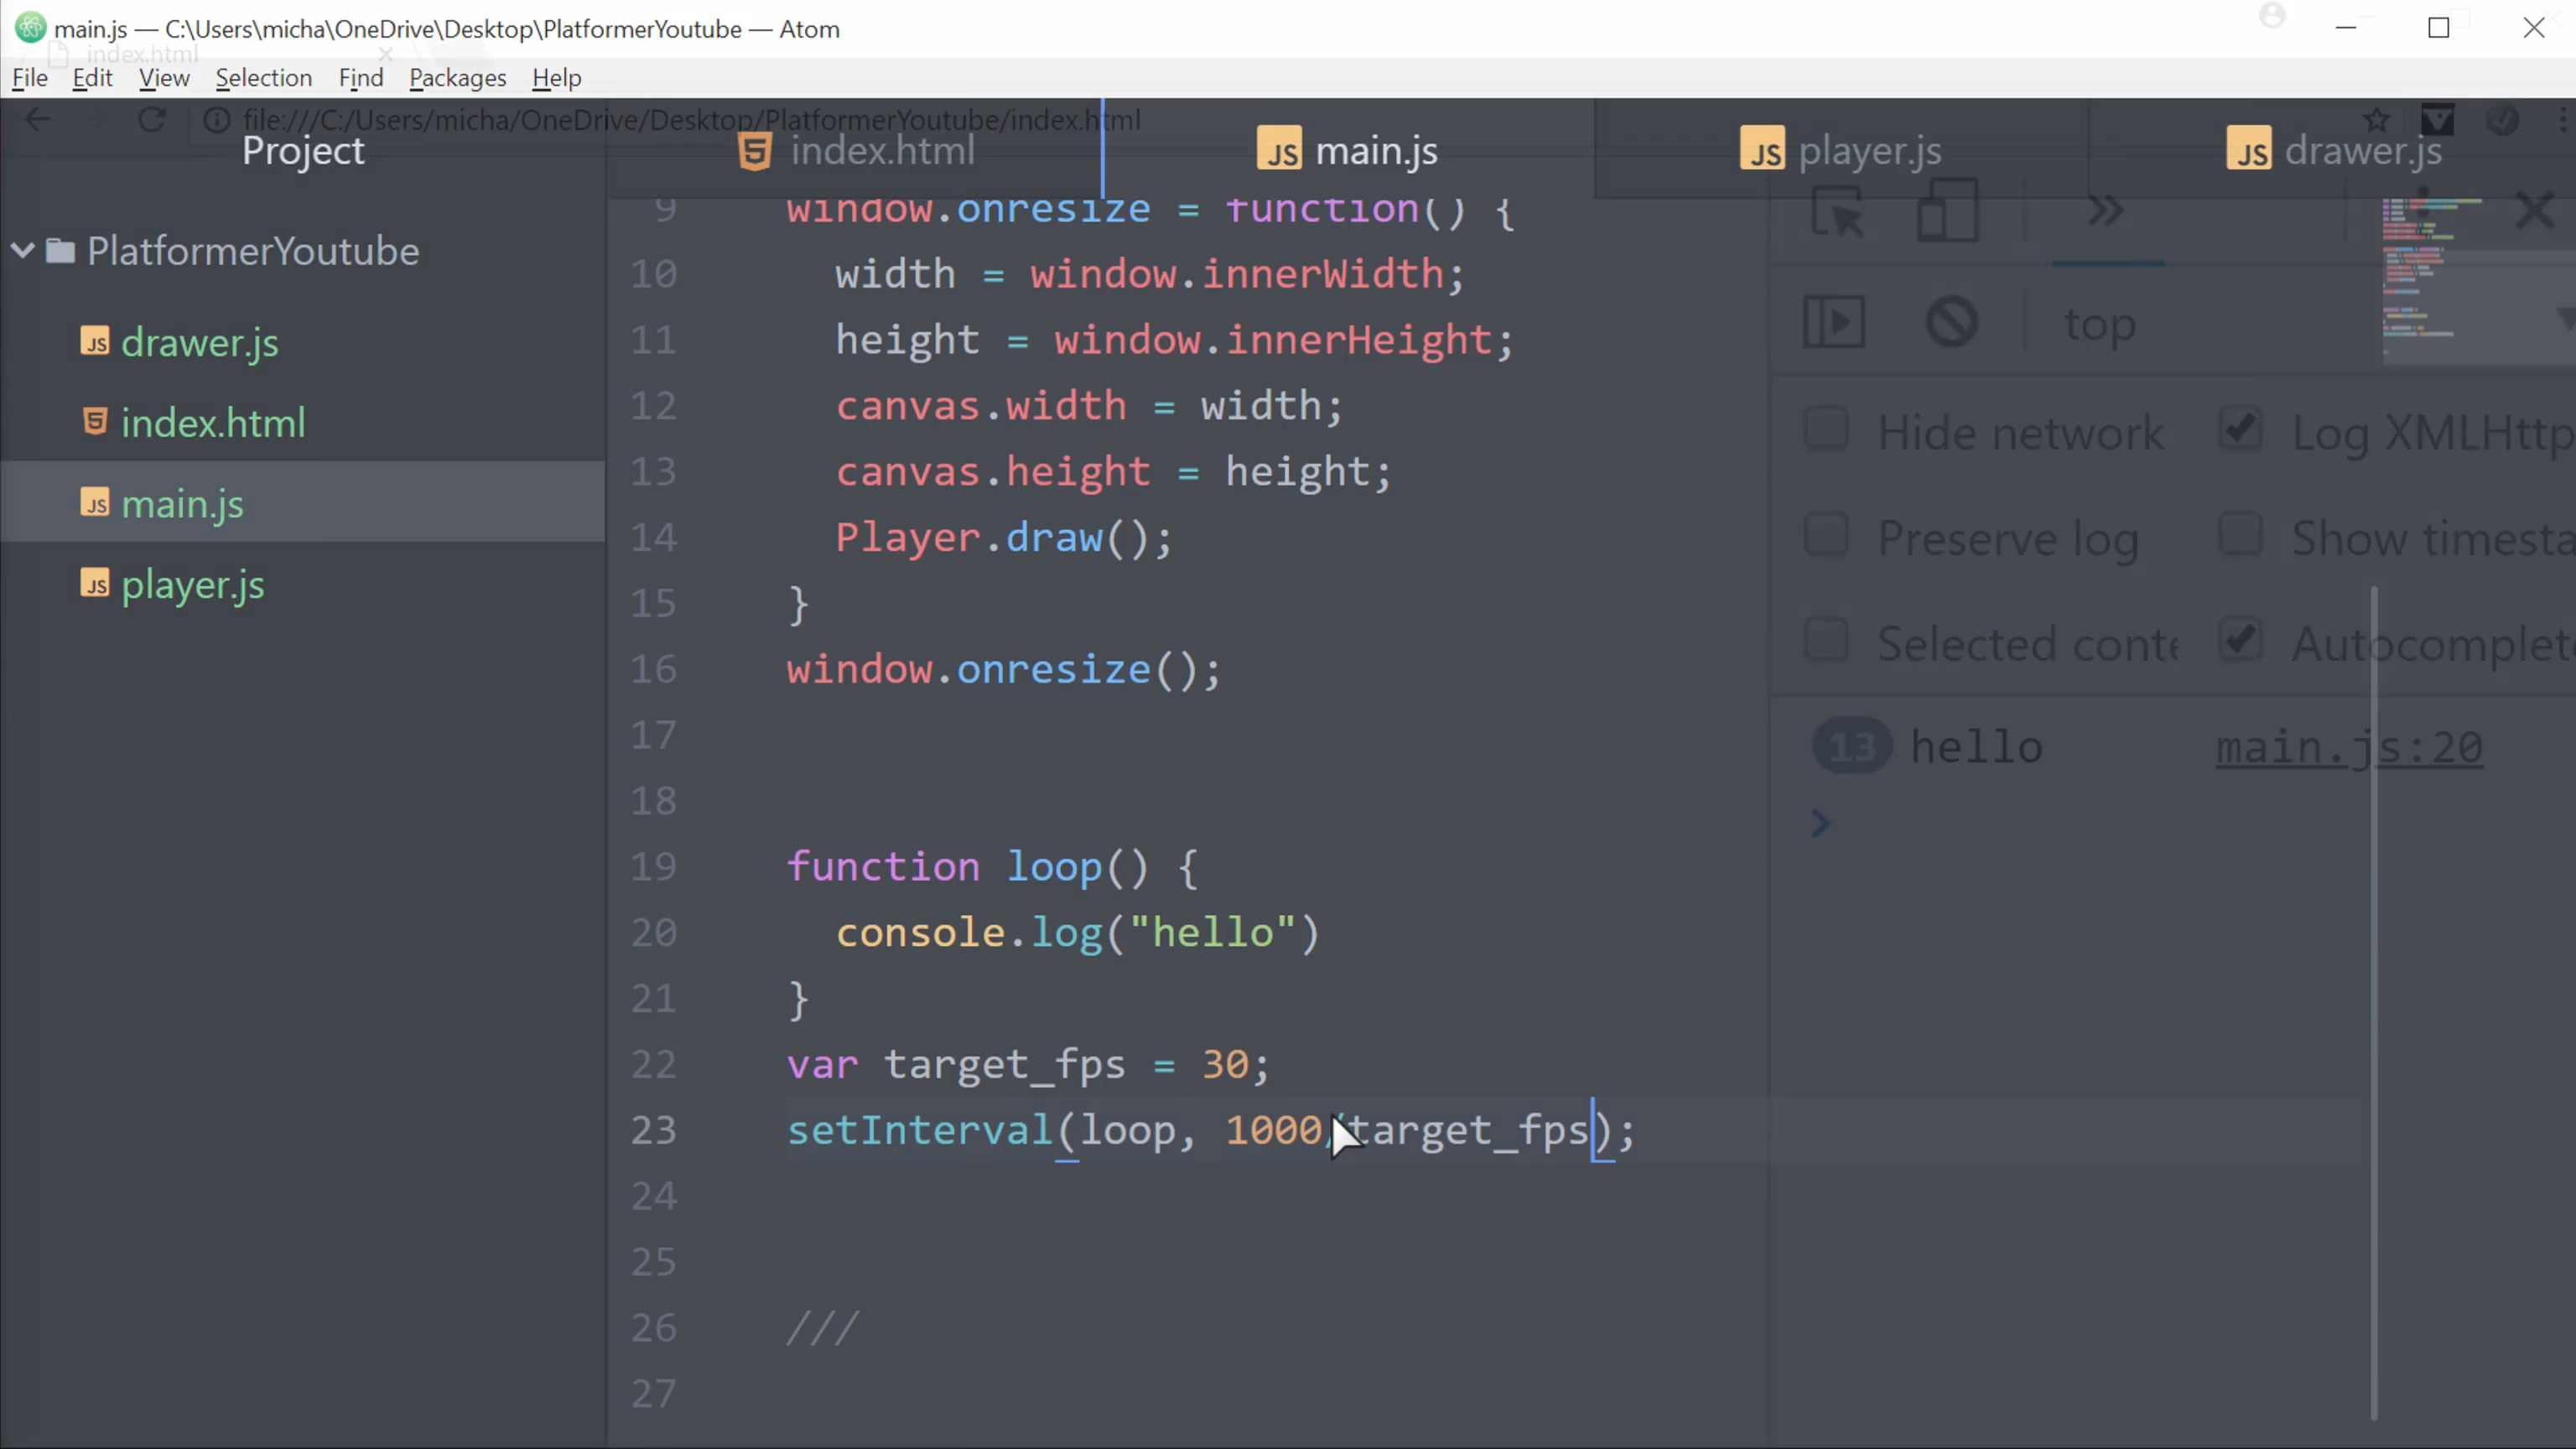 main.js — C:\Users\micha\OneDrive\Desktop\PlatformerYoutube — Atom
index.html
File Edit View Selection Find Packages Help
file:///C:/Users/micha/OneDrive/Desktop/PlatformerYoutube/index.html
Project
index.html
main.js
player.js
drawer.js
PlatformerYoutube
drawer.js
index.html
main.js
player.js
9 window.onresize = function() {
10 width = window.innerWidth;
11 height = window.innerHeight;
12 canvas.width = width;
13 canvas.height = height;
14 Player.draw();
15 }
16 window.onresize();
17
18
19 function loop() {
20 console.log("hello")
21 }
22 var target_fps = 30;
23 setInterval(loop, 1000/target_fps);
24
25
26 ///
27
top
Hide network
Log XMLHttp
Preserve log
Show timesta
Selected conte
Autocomplete
13 hello main.js:20